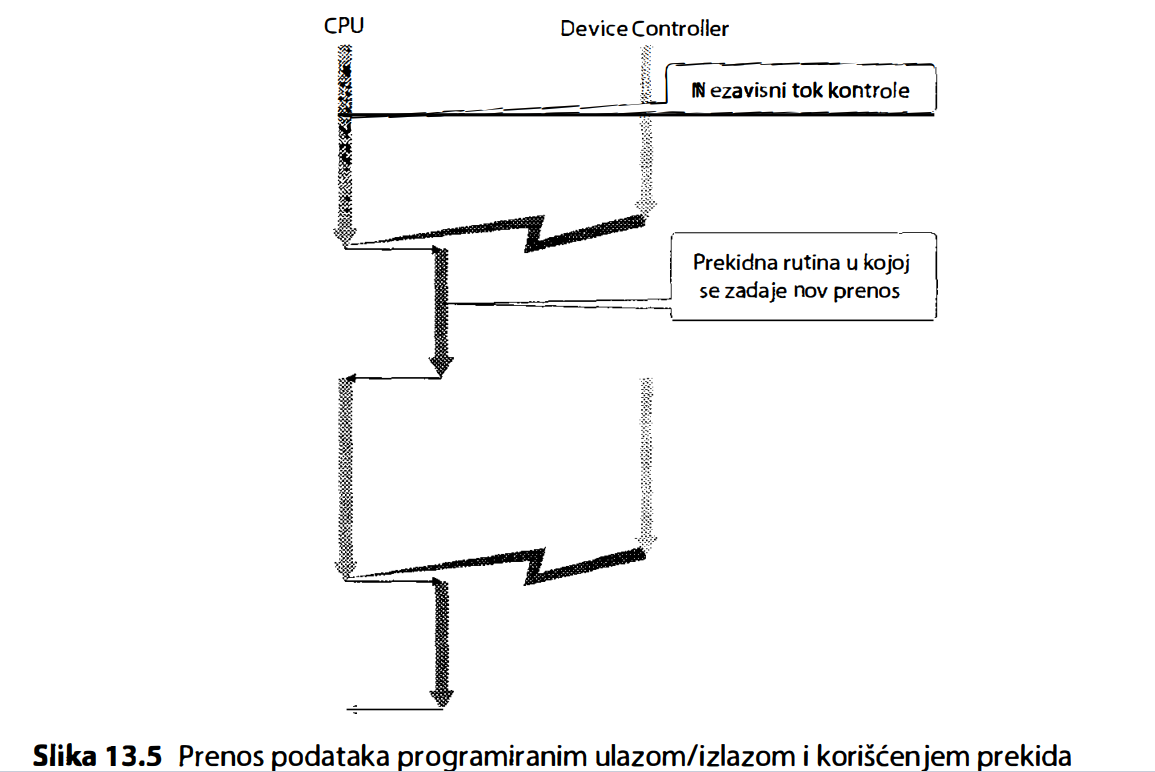 CPU
Device Controller
Nezavisni tok kontrole
Prekidna rutina u kojoj
se zadaje nov prenos
Slika 13.5 Prenos podataka programiranim ulazom/izlazom i korišćenjem prekida